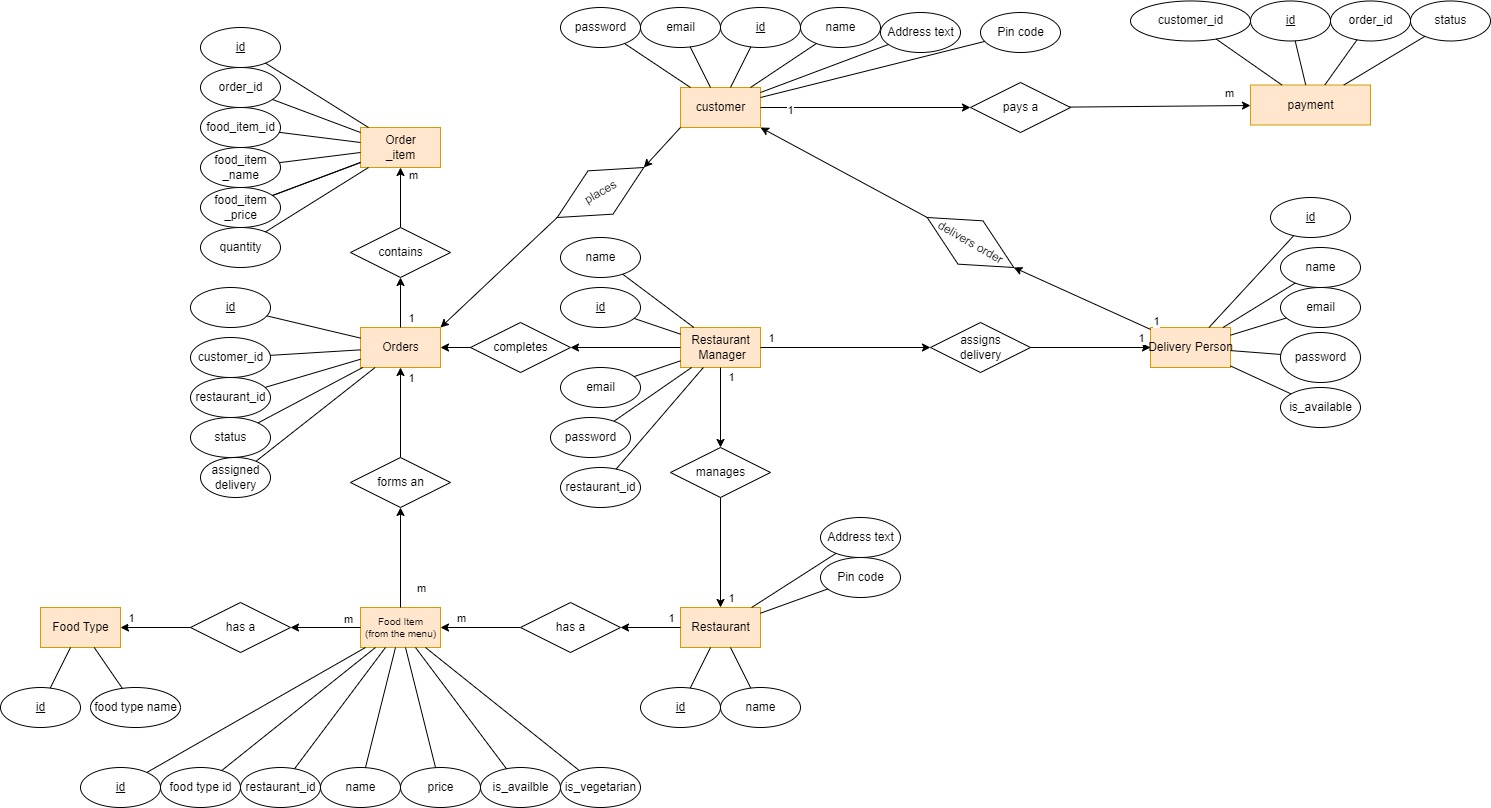 password
email
id
name
Address text
Pin code
customer_id
id
order_id
status
customer
1
pays a
m
payment
id
order_id
food_item_id
food_item
_name
food_item
_price
quantity
Order
_item
m
contains
1
places
delivers order
id
name
email
password
is_available
1
1
Delivery Person
assigns
delivery
1
name
id
Restaurant
Manager
email
password
restaurant_id
1
completes
Orders
id
customer_id
restaurant_id
status
assigned
delivery
1
forms an
m
manages
1
Address text
Pin code
Restaurant
id
name
1
has a
m
Food Item
(from the menu)
m
has a
1
Food Type
id
food type name
id
food type id
restaurant_id
name
price
is_availble
is_vegetarian